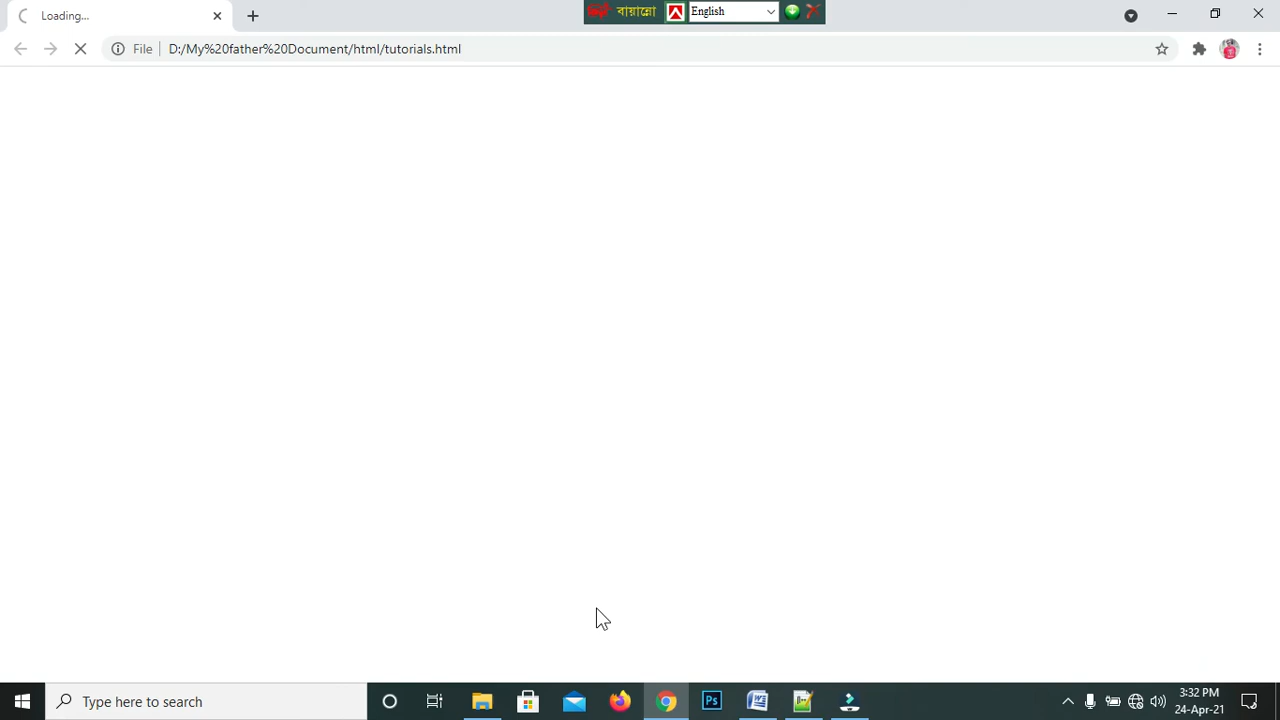 Loading...
বায়ান্নো
English
File
D:/My%20father%20Document/html/tutorials.html
Type here to search
Ps
3:32 PM
24-Apr-21